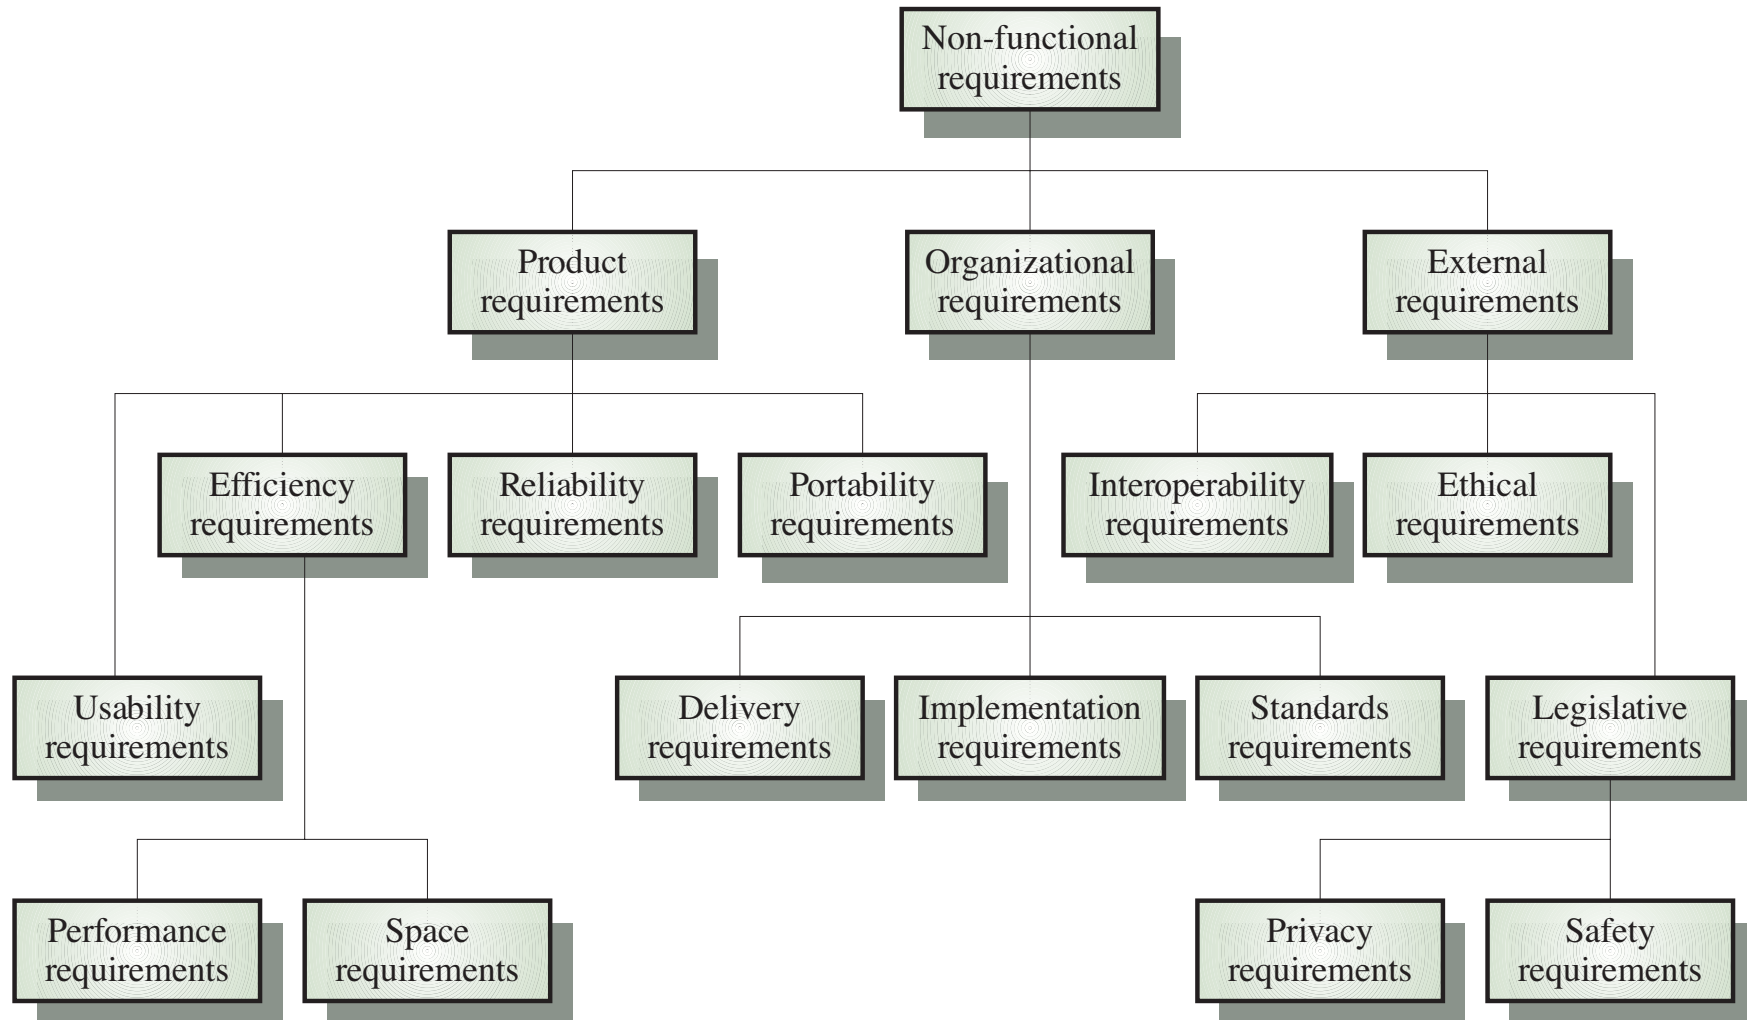 Non-functional
requirements
Product
requirements
Organizational
requirements
External
requirements
Efficiency
requirements
Reliability
requirements
Portability
requirements
Interoperability
requirements
Ethical
requirements
Usability
requirements
Delivery
requirements
Implementation
requirements
Standards
requirements
Legislative
requirements
Performance
requirements
Space
requirements
Privacy
requirements
Safety
requirements